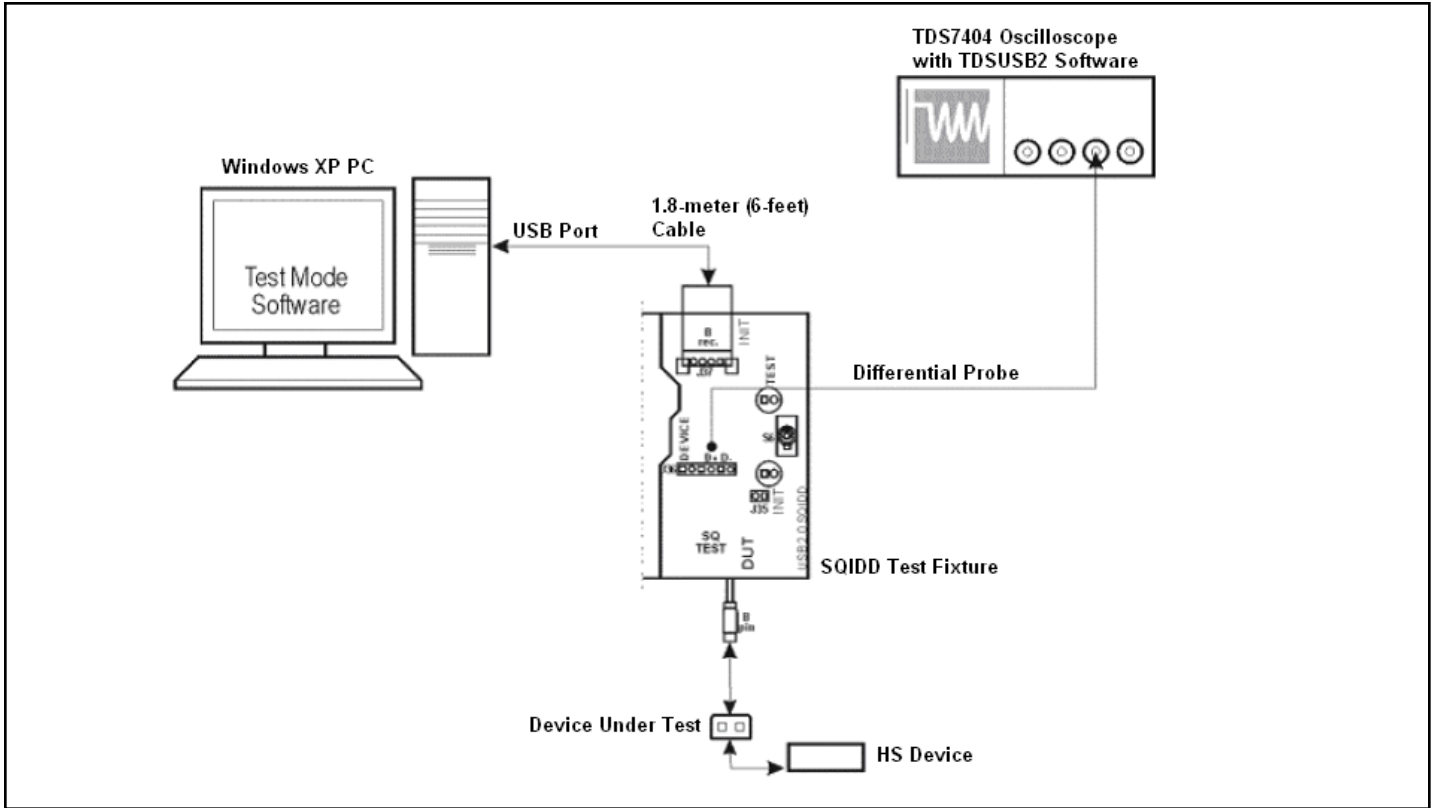 TDS7404 Oscilloscope
with TDSUSB2 Software
Windows XP PC
1.8-meter (6-feet)
Cable
USB Port
Test Mode
Software
B
rec.
INIT
J37
TEST
Differential Probe
DEVICE
S6
D+ D-
J35
INIT
SQ
TEST
DUT
USB2.0 SQIDD
SQIDD Test Fixture
B
pin
Device Under Test
HS Device